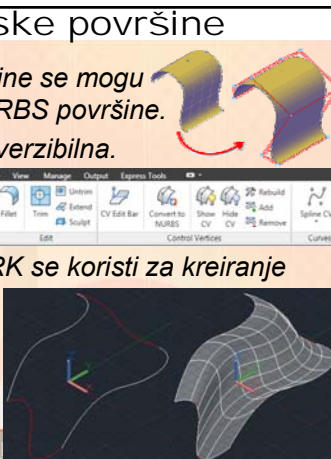 ske površine
ine se mogu
RBS površine.
verzibilna.
View Manage Output Express Tools
Fillet Trim Untrim Extend Sculpt CV Edit Bar Convert to NURBS Show CV Hide CV Rebuild Add Remove Spline CV
Edit Control Vertices Curves
RK se koristi za kreiranje